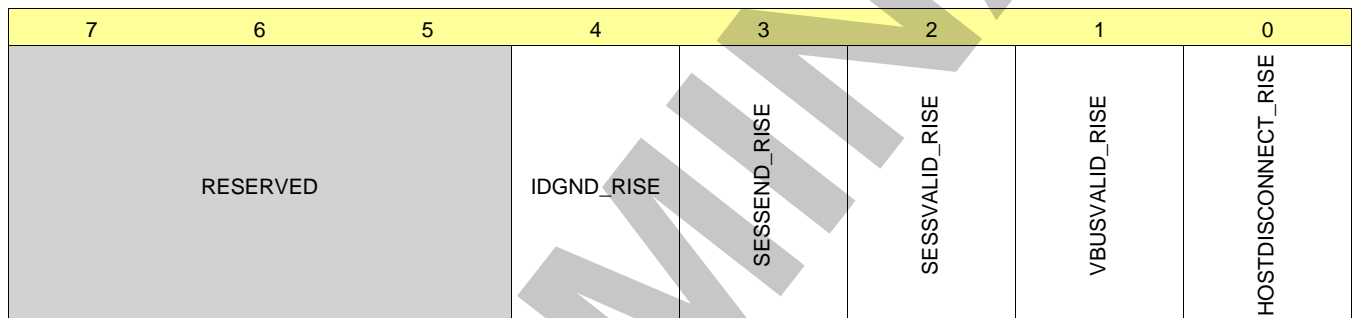 7 6 5 4 3 2 1 0
RESERVED
IDGND_RISE
SESSEND_RISE
SESSVALID_RISE
VBUSVALID_RISE
HOSTDISCONNECT_RISE